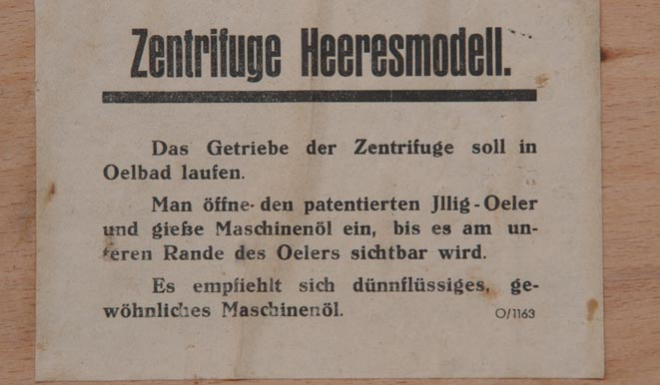 Zentrifuge Heeresmodell.
Das Getriebe der Zentrifuge soll in
Oelbad laufen.
Man öffne den patentierten Jllig-Oeler
und gieße Maschinenöl ein, bis es am un-
teren Rande des Oelers sichtbar wird.
Es empfiehlt sich dünnflüssiges, ge-
wöhnliches Maschinenöl.
O/1163